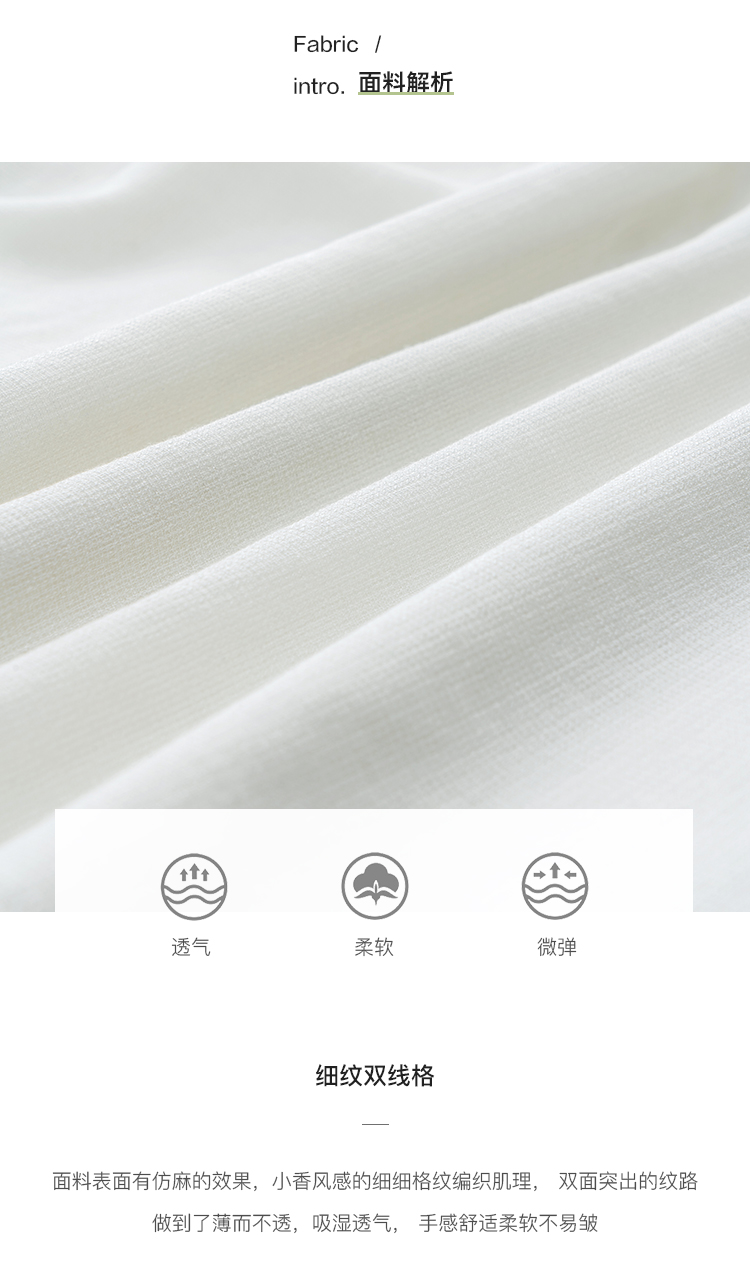 Fabric /
intro. 面料解析
透气
柔软
微弹
细纹双线格
面料表面有仿麻的效果，小香风感的细细格纹编织肌理， 双面突出的纹路
做到了薄而不透，吸湿透气， 手感舒适柔软不易皱